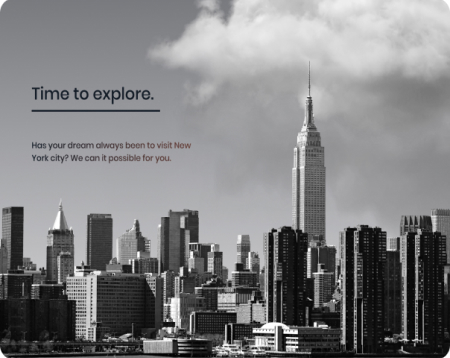 Time to explore.
Has your dream always been to visit New
York city? We can it possible for you.